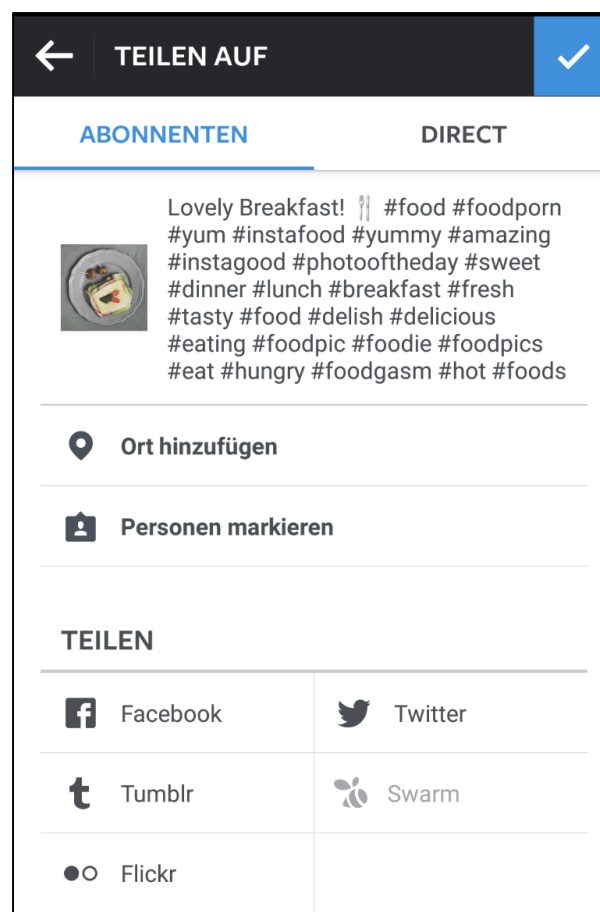 TEILEN AUF
ABONNENTEN DIRECT
Lovely Breakfast! 🍴 #food #foodporn
#yum #instafood #yummy #amazing
#instagood #photooftheday #sweet
#dinner #lunch #breakfast #fresh
#tasty #food #delish #delicious
#eating #foodpic #foodie #foodpics
#eat #hungry #foodgasm #hot #foods
Ort hinzufügen
Personen markieren
TEILEN
Facebook Twitter
Tumblr Swarm
Flickr